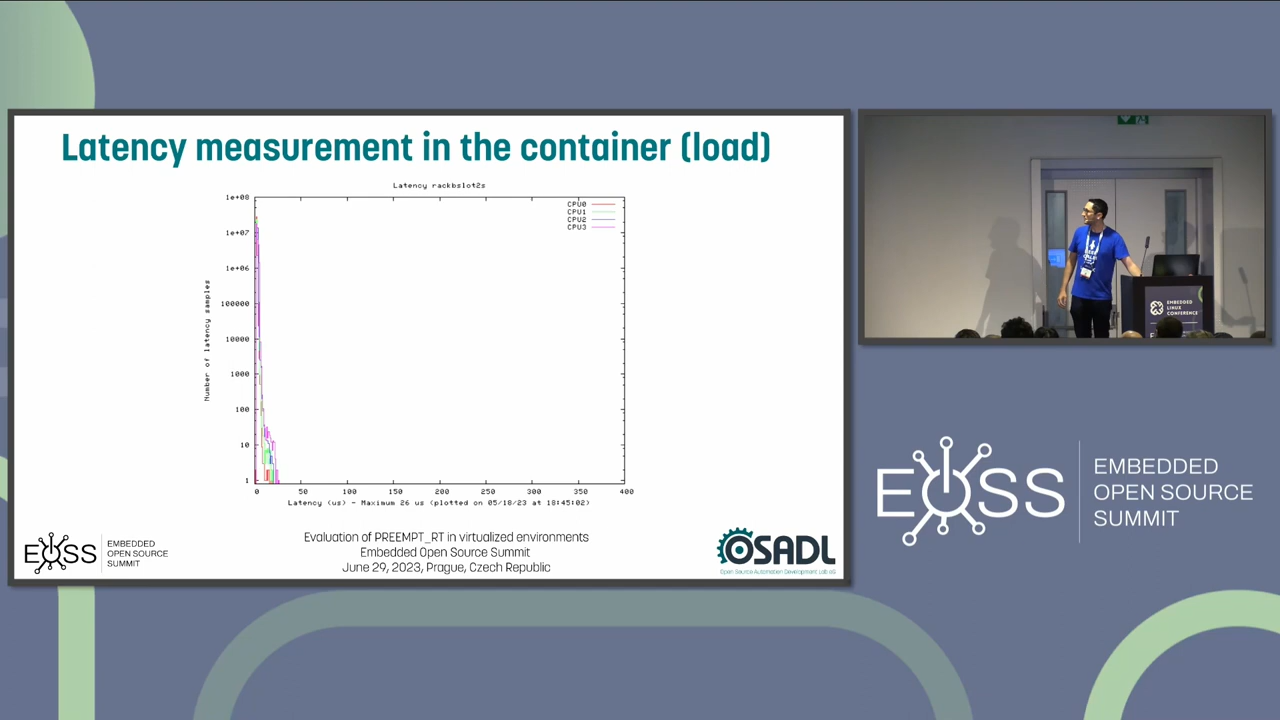 Latency measurement in the container (load)
Latency rackbslot2s
1e+08
1e+07
1e+06
100000
10000
1000
100
10
1
Number of latency samples
CPU0
CPU1
CPU2
CPU3
0 50 100 150 200 250 300 350 400
Latency (us) - Maximum 26 us (plotted on 05/18/23 at 18:45:02)
EOSS
EMBEDDED
OPEN SOURCE
SUMMIT
Evaluation of PREEMPT_RT in virtualized environments
Embedded Open Source Summit
June 29, 2023, Prague, Czech Republic
OSADL
Open Source Automation Development Lab eG
EMBEDDED
LINUX
CONFERENCE
EOSS
EMBEDDED
OPEN SOURCE
SUMMIT